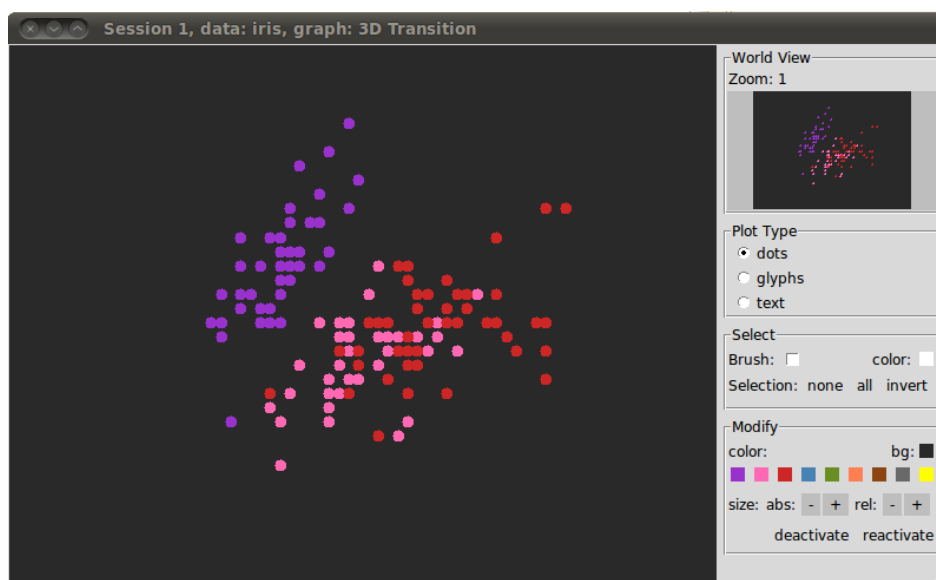 Session 1, data: iris, graph: 3D Transition
World View
Zoom: 1
Plot Type
dots
glyphs
text
Select
Brush: color:
Selection: none all invert
Modify
color: bg:
size: abs: - + rel: - +
deactivate reactivate